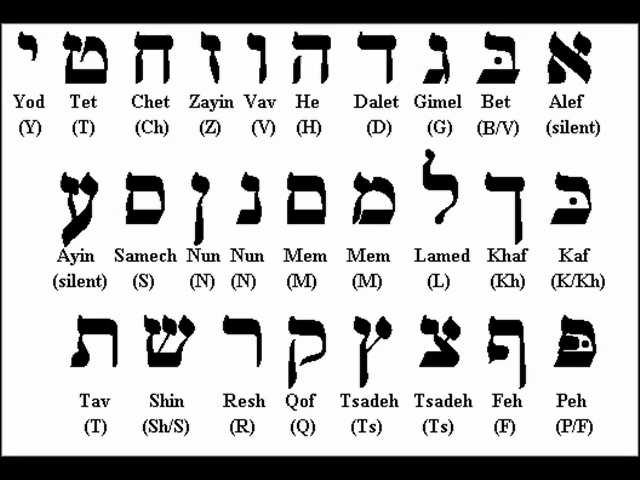 א בּ ג ד ה ו ז ח ט י
Yod Tet Chet Zayin Vav He Dalet Gimel Bet Alef
(Y) (T) (Ch) (Z) (V) (H) (D) (G) (B/V) (silent)
כּ ך ל מ ם נ ן ס ע
Ayin Samech Nun Nun Mem Mem Lamed Khaf Kaf
(silent) (S) (N) (N) (M) (M) (L) (Kh) (K/Kh)
פּ ף צ ץ ק ר ש ת
Tav Shin Resh Qof Tsadeh Tsadeh Feh Peh
(T) (Sh/S) (R) (Q) (Ts) (Ts) (F) (P/F)